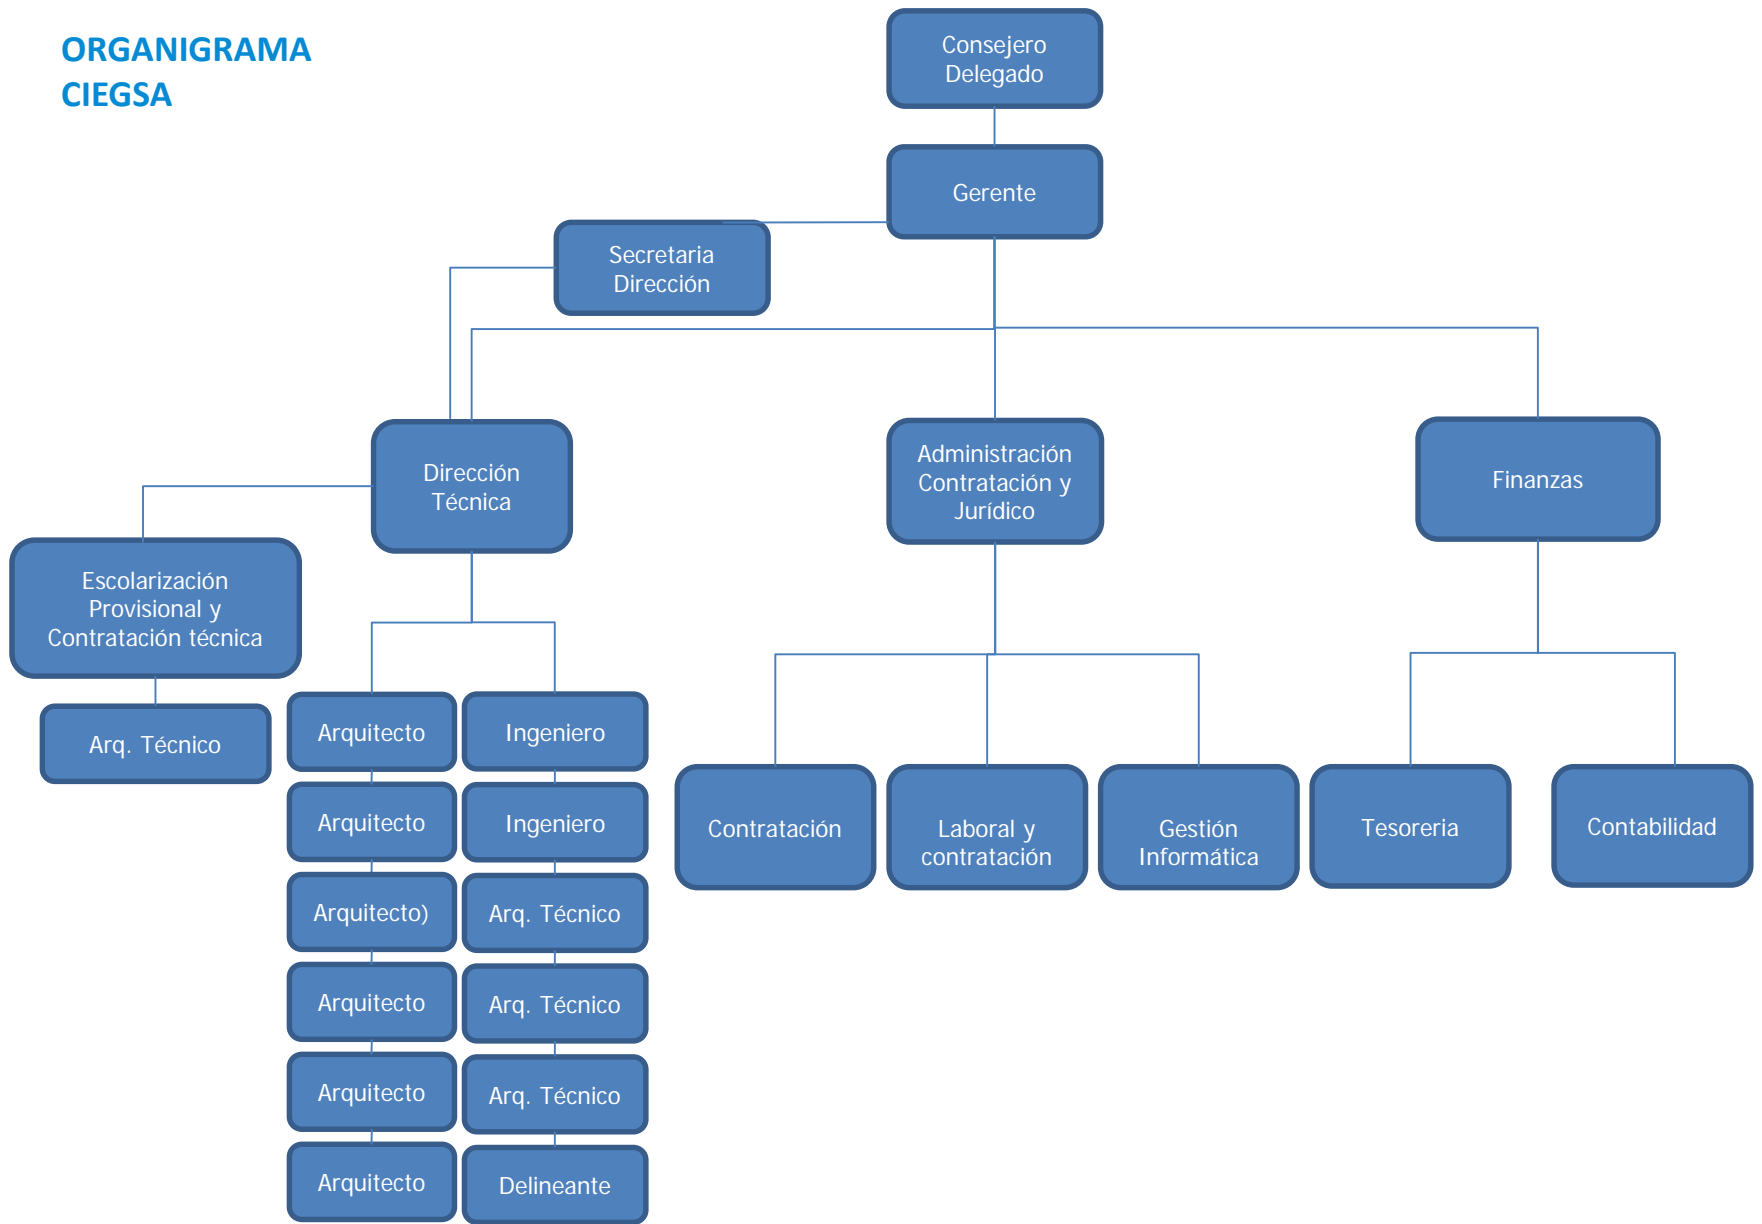 ORGANIGRAMA
CIEGSA
Consejero
Delegado
Gerente
Secretaria
Dirección
Dirección
Técnica
Administración
Contratación y
Jurídico
Finanzas
Escolarización
Provisional y
Contratación técnica
Arq. Técnico
Arquitecto
Ingeniero
Arquitecto
Ingeniero
Arquitecto)
Arq. Técnico
Arquitecto
Arq. Técnico
Arquitecto
Arq. Técnico
Arquitecto
Delineante
Contratación
Laboral y
contratación
Gestión
Informática
Tesoreria
Contabilidad